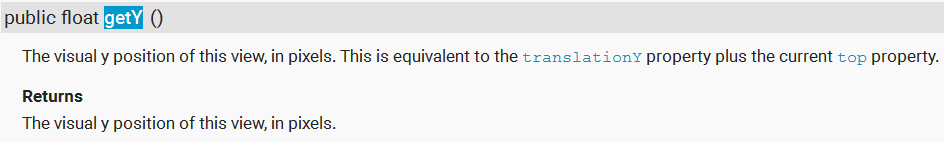 public float getY ()
The visual y position of this view, in pixels. This is equivalent to the translationY property plus the current top property.
Returns
The visual y position of this view, in pixels.